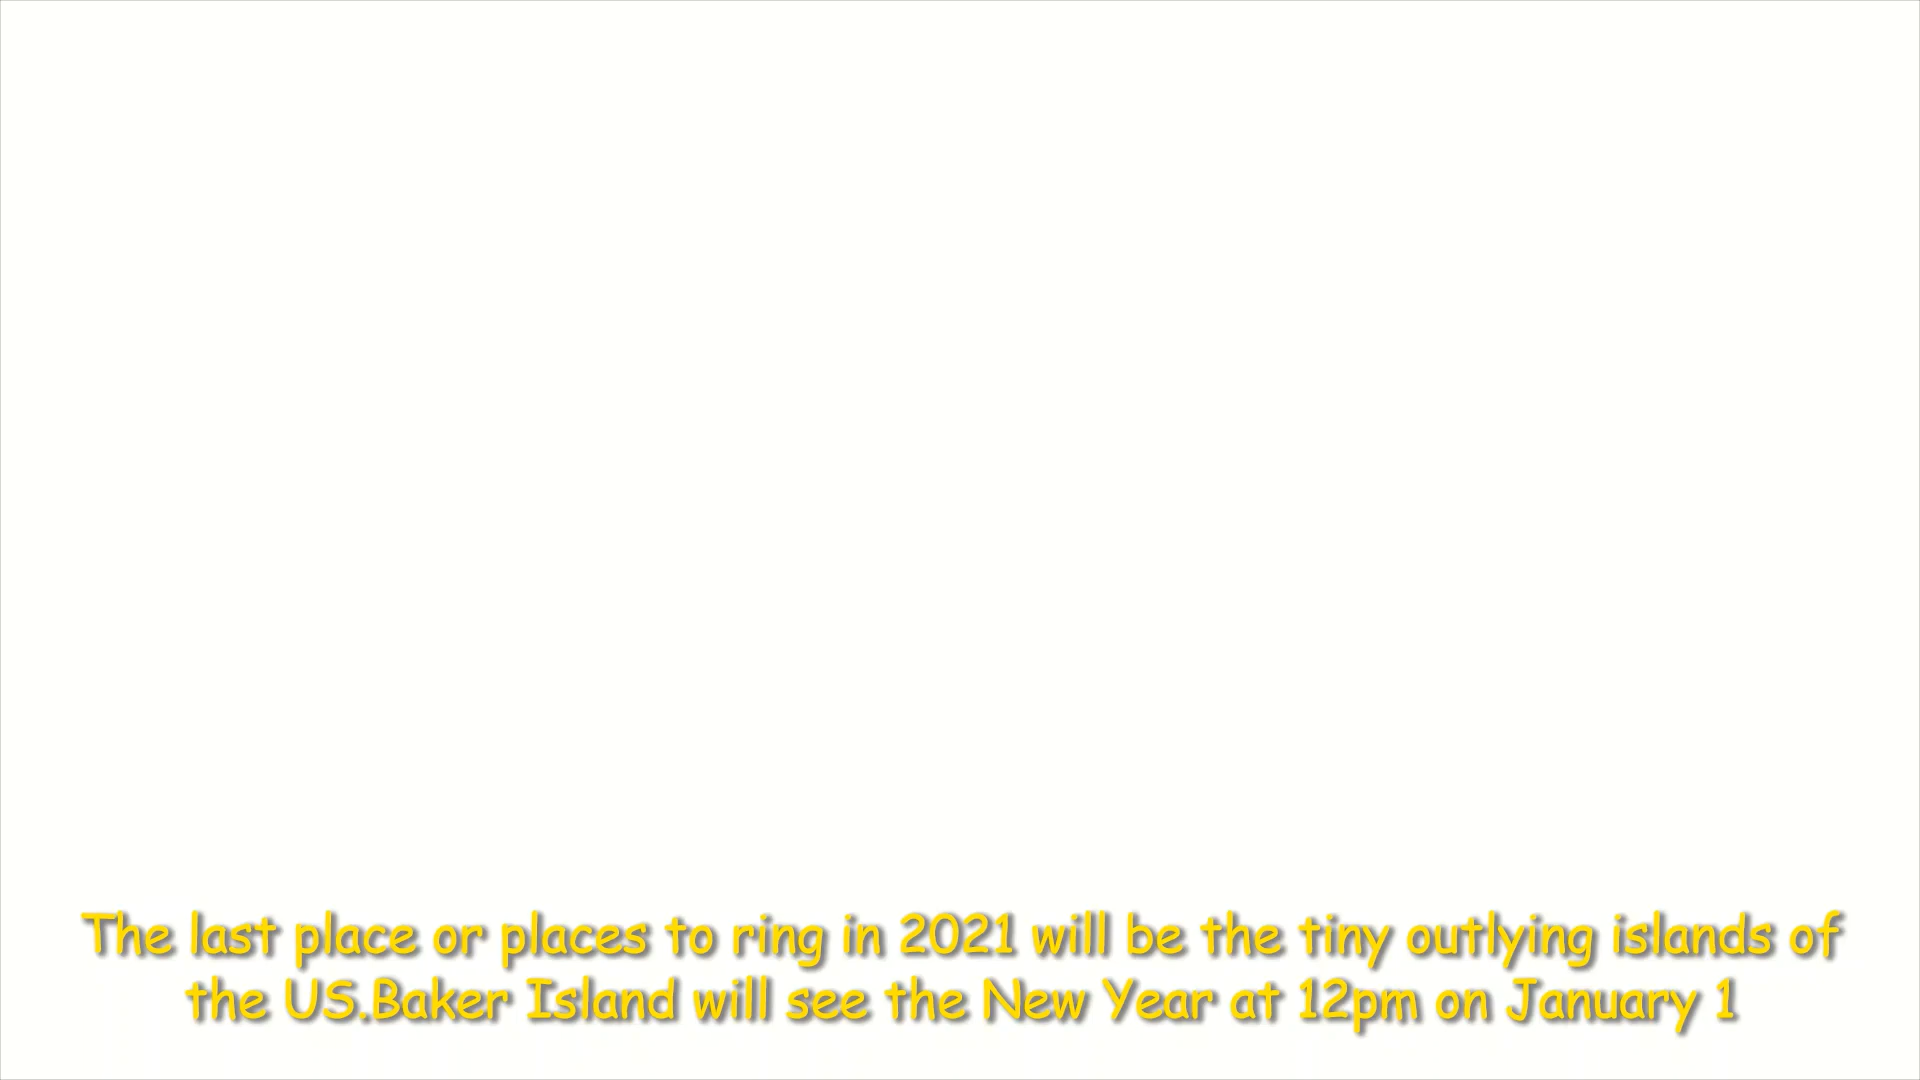 The last place or places to ring in 2021 will be the tiny outlying islands of
the US.Baker Island will see the New Year at 12pm on January 1